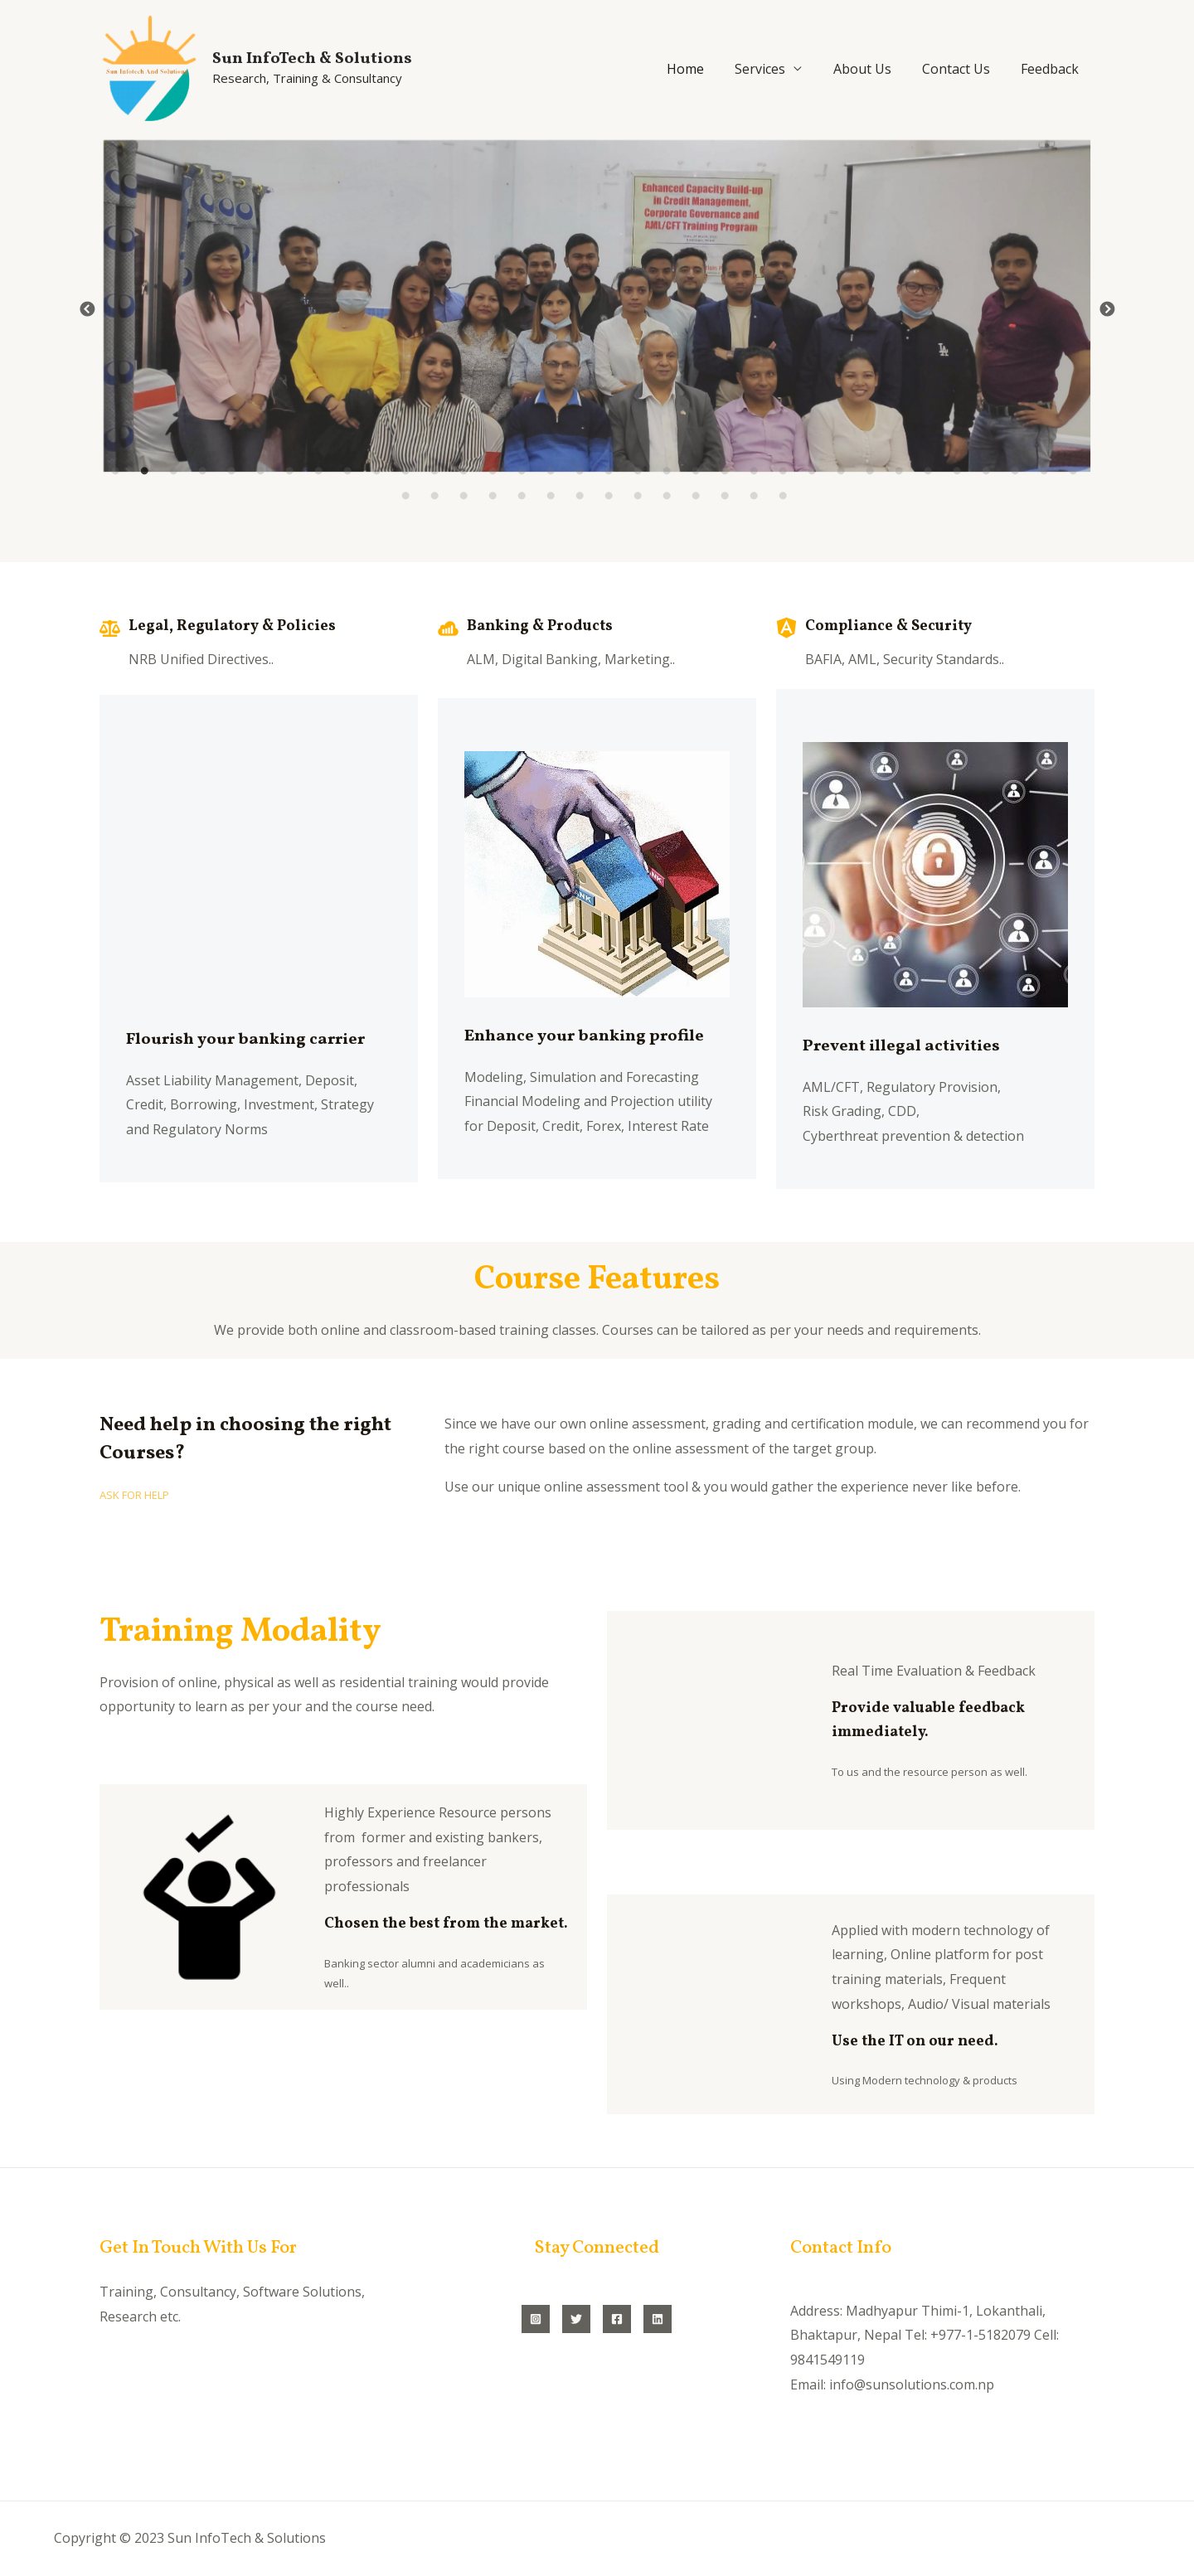 Sun Infotech And Solutions
Sun InfoTech & Solutions
Research, Training & Consultancy
Home
Services
About Us
Contact Us
Feedback
Enhanced Capacity Build-up
in Credit Management,
Corporate Governance and
AML/CFT Training Program
Legal, Regulatory & Policies
NRB Unified Directives..
Banking & Products
ALM, Digital Banking, Marketing..
Compliance & Security
BAFIA, AML, Security Standards..
Flourish your banking carrier
Asset Liability Management, Deposit,
Credit, Borrowing, Investment, Strategy
and Regulatory Norms
Enhance your banking profile
Modeling, Simulation and Forecasting
Financial Modeling and Projection utility
for Deposit, Credit, Forex, Interest Rate
Prevent illegal activities
AML/CFT, Regulatory Provision,
Risk Grading, CDD,
Cyberthreat prevention & detection
Course Features
We provide both online and classroom-based training classes. Courses can be tailored as per your needs and requirements.
Need help in choosing the right
Courses?
ASK FOR HELP
Since we have our own online assessment, grading and certification module, we can recommend you for
the right course based on the online assessment of the target group.
Use our unique online assessment tool & you would gather the experience never like before.
Training Modality
Provision of online, physical as well as residential training would provide
opportunity to learn as per your and the course need.
Highly Experience Resource persons
from former and existing bankers,
professors and freelancer
professionals
Chosen the best from the market.
Banking sector alumni and academicians as
well..
Real Time Evaluation & Feedback
Provide valuable feedback
immediately.
To us and the resource person as well.
Applied with modern technology of
learning, Online platform for post
training materials, Frequent
workshops, Audio/ Visual materials
Use the IT on our need.
Using Modern technology & products
Get In Touch With Us For
Training, Consultancy, Software Solutions,
Research etc.
Stay Connected
Contact Info
Address: Madhyapur Thimi-1, Lokanthali,
Bhaktapur, Nepal Tel: +977-1-5182079 Cell:
9841549119
Email: info@sunsolutions.com.np
Copyright © 2023 Sun InfoTech & Solutions